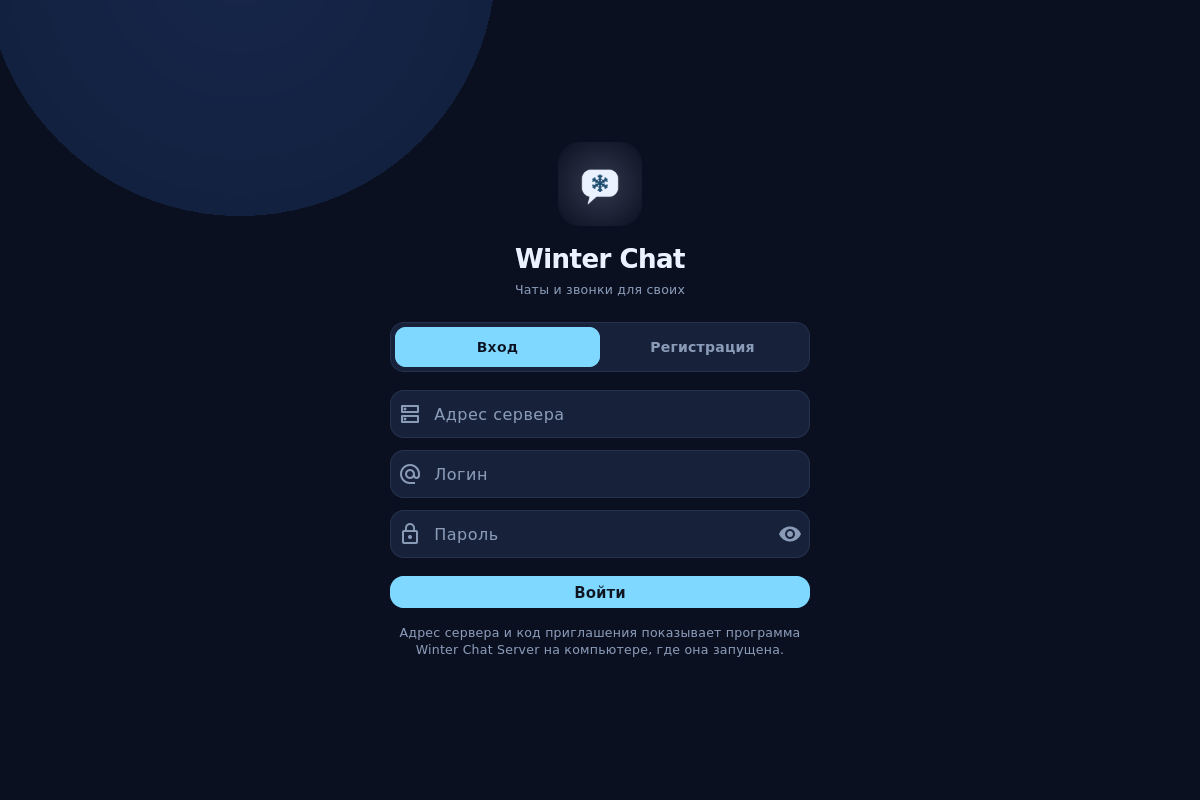 Winter Chat
Чаты и звонки для своих
Вход
Регистрация
Адрес сервера
Логин
Пароль
Войти
Адрес сервера и код приглашения показывает программа
Winter Chat Server на компьютере, где она запущена.